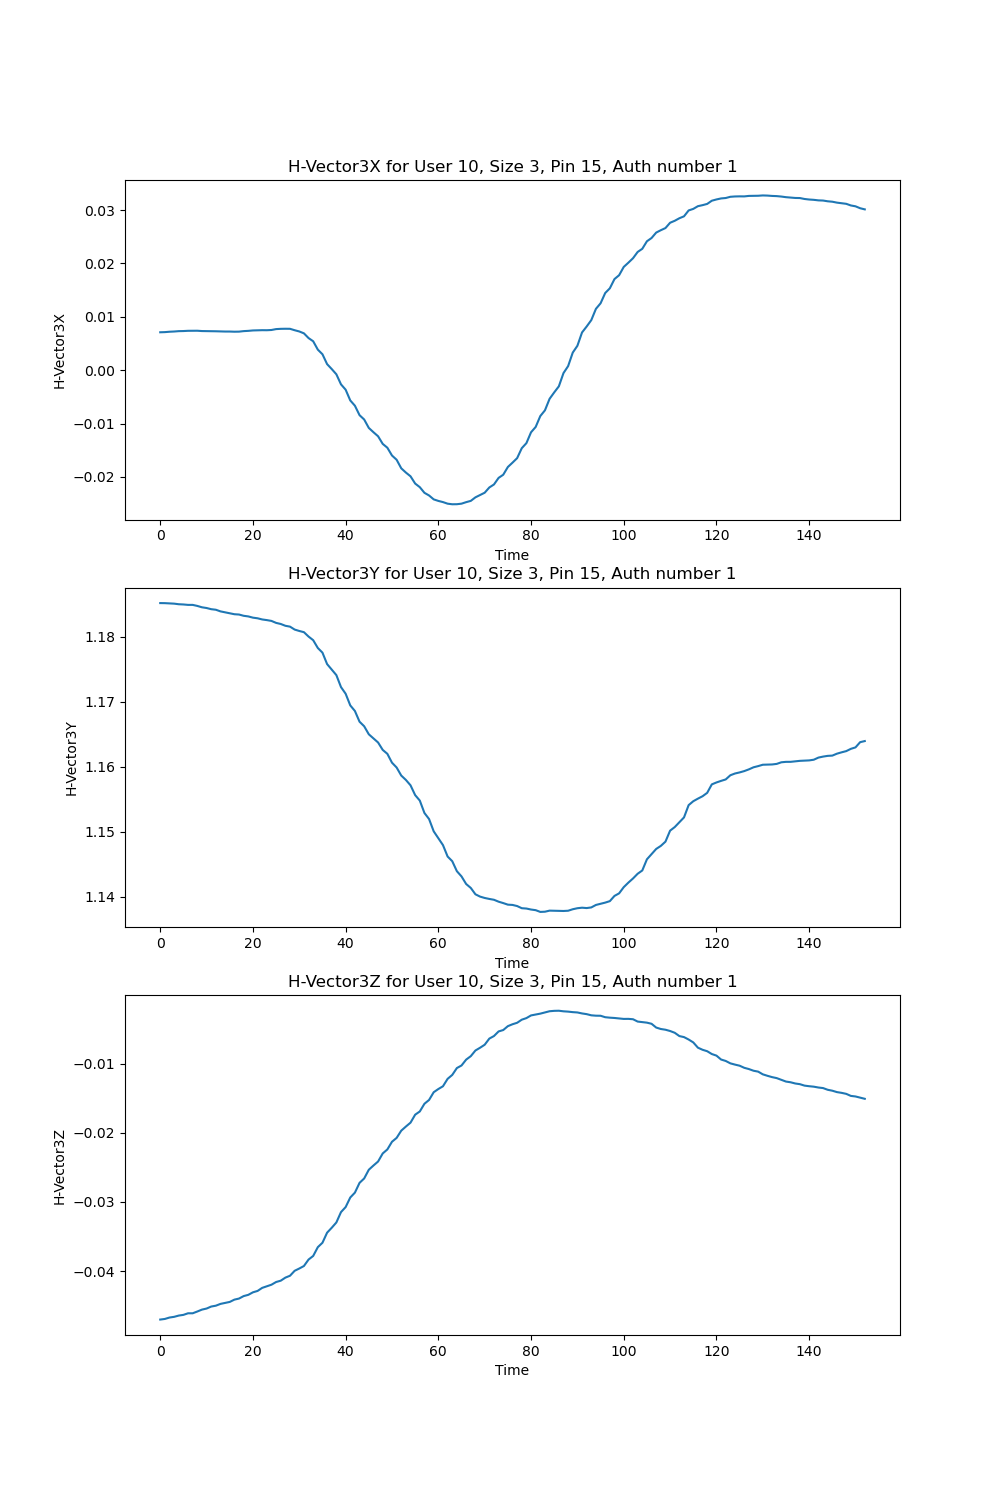 H-Vector3X for User 10, Size 3, Pin 15, Auth number 1
0.03
0.02
0.01
0.00
−0.01
−0.02
H-Vector3X
0 20 40 60 80 100 120 140
Time
H-Vector3Y for User 10, Size 3, Pin 15, Auth number 1
1.18
1.17
1.16
1.15
1.14
H-Vector3Y
0 20 40 60 80 100 120 140
Time
H-Vector3Z for User 10, Size 3, Pin 15, Auth number 1
−0.01
−0.02
−0.03
−0.04
H-Vector3Z
0 20 40 60 80 100 120 140
Time